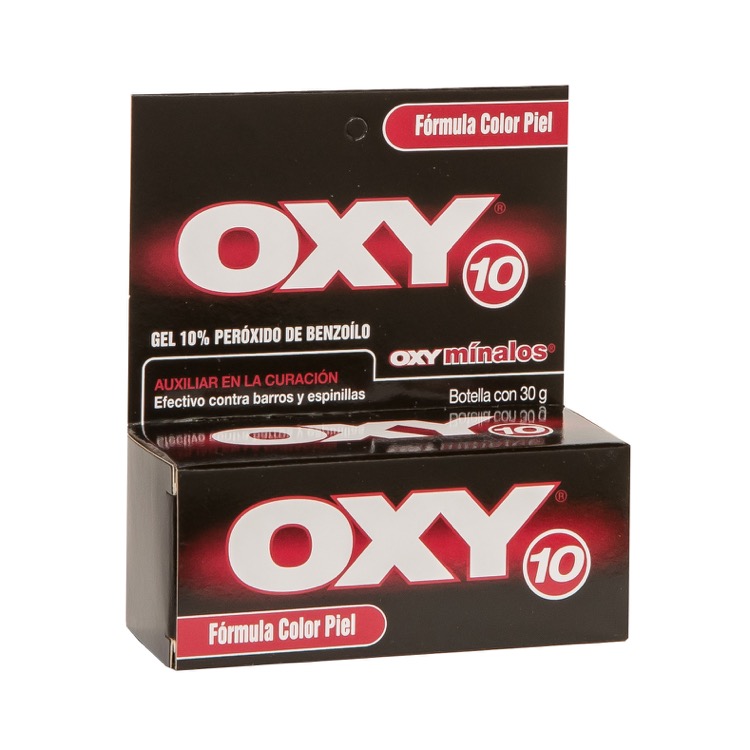 Fórmula Color Piel
OXY®
10
GEL 10% PERÓXIDO DE BENZOÍLO
OXY mínalos®
AUXILIAR EN LA CURACIÓN
Efectivo contra barros y espinillas
Botella con 30 g
OXY®
10
Fórmula Color Piel